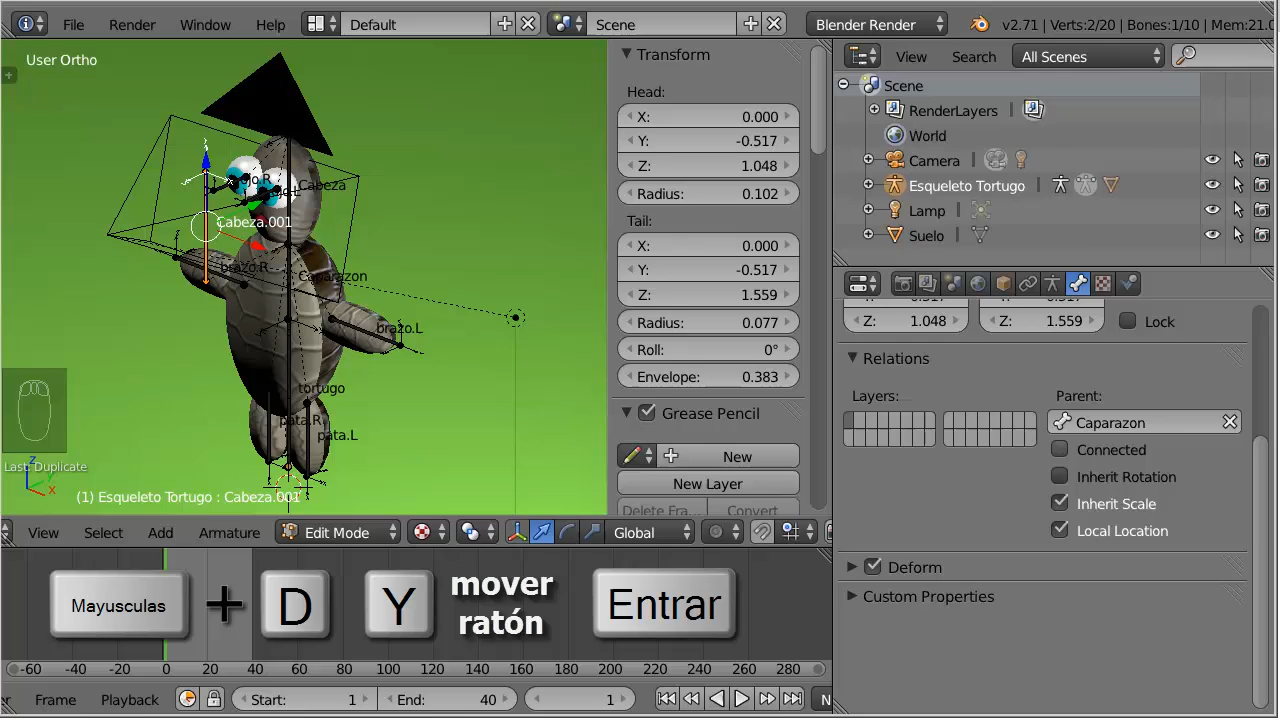 File Render Window Help Default Scene Blender Render v2.71 | Verts:2/20 | Bones:1/10 | Mem:21.0
User Ortho
Cabeza
Cabeza.001
brazo.R
Caparazon
brazo.L
tortugo
pata.R
pata.L
Last: Duplicate
Z
Y
X
(1) Esqueleto Tortugo : Cabeza.001
Transform
Head:
X: 0.000
Y: -0.517
Z: 1.048
Radius: 0.102
Tail:
X: 0.000
Y: -0.517
Z: 1.559
Radius: 0.077
Roll: 0°
Envelope: 0.383
Grease Pencil
New
New Layer
Delete Fra... Convert
View Search All Scenes
Scene
RenderLayers
World
Camera
Esqueleto Tortugo
Lamp
Suelo
Z: 1.048 Z: 1.559 Lock
Relations
Layers: Parent:
Caparazon
Connected
Inherit Rotation
Inherit Scale
Local Location
Deform
Custom Properties
View Select Add Armature Edit Mode Global
Mayusculas + D Y mover
ratón Entrar
-60 -40 -20 0 20 40 60 80 100 120 140 160 180 200 220 240 260 280
Frame Playback Start: 1 End: 40 1